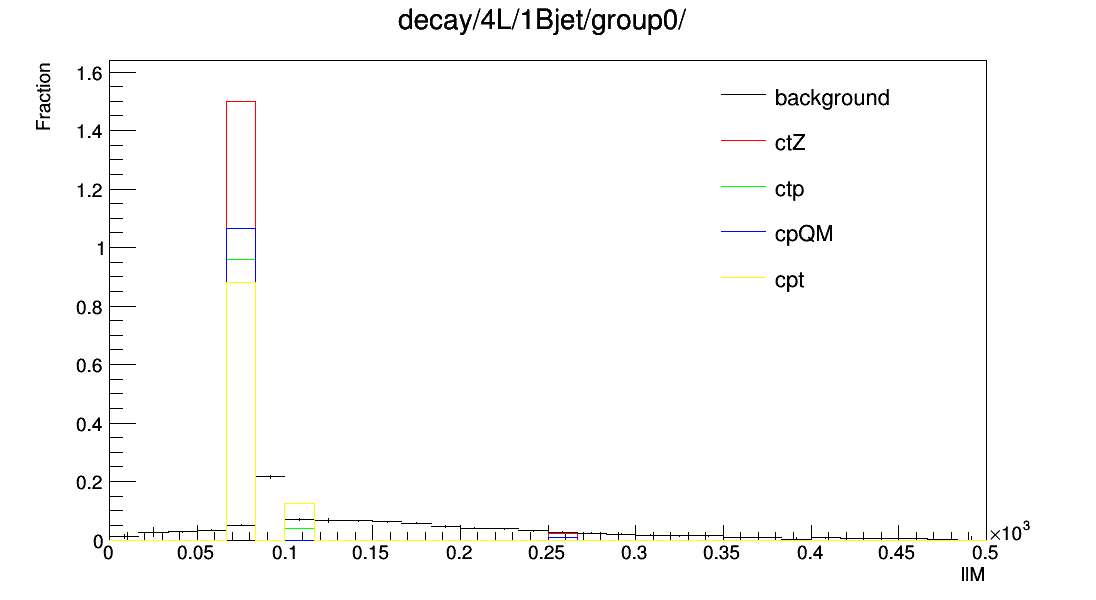 decay/4L/1Bjet/group0/
Fraction
1.6
1.4
1.2
1
0.8
0.6
0.4
0.2
0
background
ctZ
ctp
cpQM
cpt
0 0.05 0.1 0.15 0.2 0.25 0.3 0.35 0.4 0.45 0.5
×10³
llM